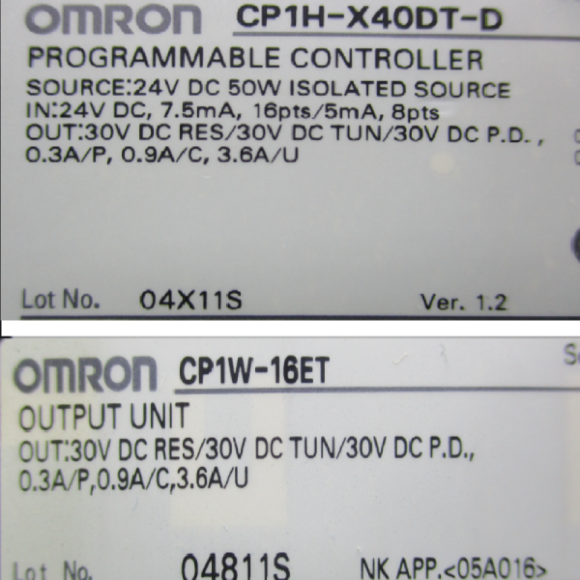 OMRON CP1H-X40DT-D
PROGRAMMABLE CONTROLLER
SOURCE:24V DC 50W ISOLATED SOURCE
IN:24V DC, 7.5mA, 16pts/5mA, 8pts
OUT:30V DC RES/30V DC TUN/30V DC P.D.,
0.3A/P, 0.9A/C, 3.6A/U
Lot No. 04X11S Ver. 1.2
OMRON CP1W-16ET
OUTPUT UNIT
OUT:30V DC RES/30V DC TUN/30V DC P.D.,
0.3A/P,0.9A/C,3.6A/U
Lot No. 04811S NK APP.<05A016>